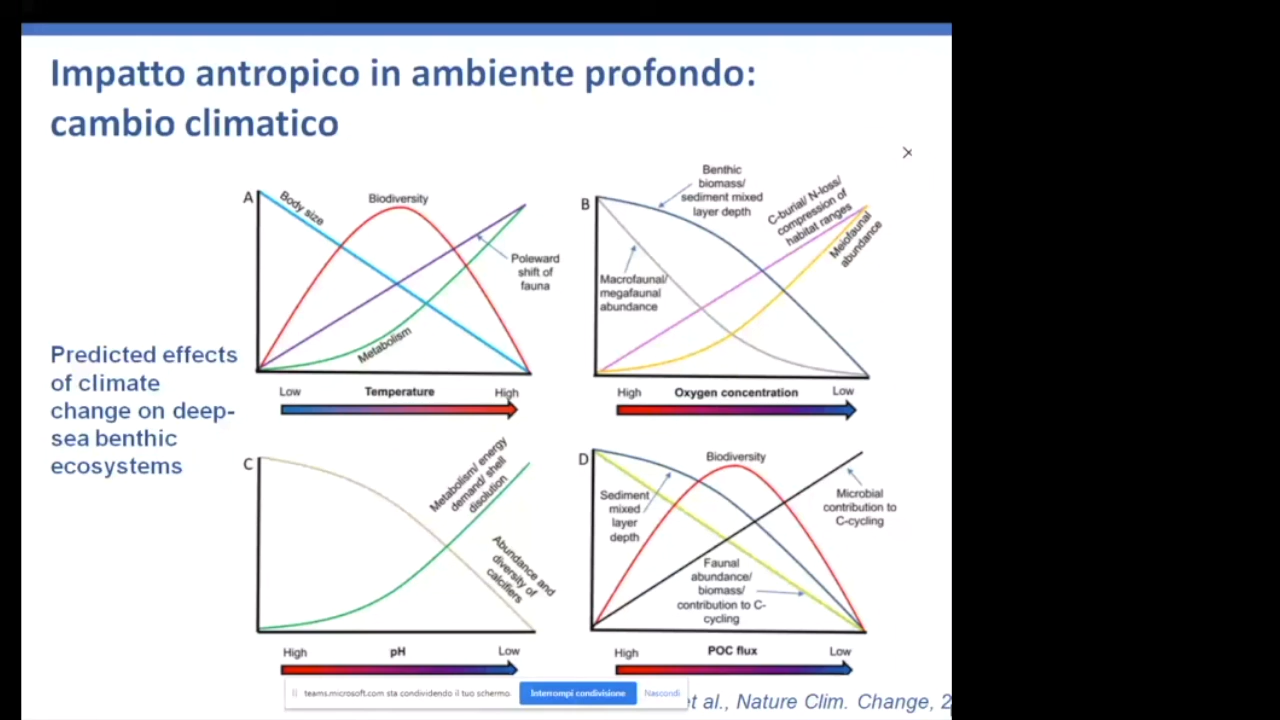 Impatto antropico in ambiente profondo:
cambio climatico
Predicted effects
of climate
change on deep-
sea benthic
ecosystems
A
Body size
Biodiversity
Poleward
shift of
fauna
Metabolism
Low
Temperature
High
B
Benthic
biomass/
sediment mixed
layer depth
C-burial/ N-loss/
compression of
habitat ranges
Meiofaunal
abundance
Macrofaunal/
megafaunal
abundance
High
Oxygen concentration
Low
C
Metabolism/ energy
demand/ shell
disolution
Abundance and
diversity of
calcifiers
High
pH
Low
D
Biodiversity
Sediment
mixed
layer
depth
Microbial
contribution to
C-cycling
Faunal
abundance/
biomass/
contribution to C-
cycling
High
POC flux
Low
teams.microsoft.com sta condividendo il tuo schermo.
Interrompi condivisione
Nascondi
et al., Nature Clim. Change, 2